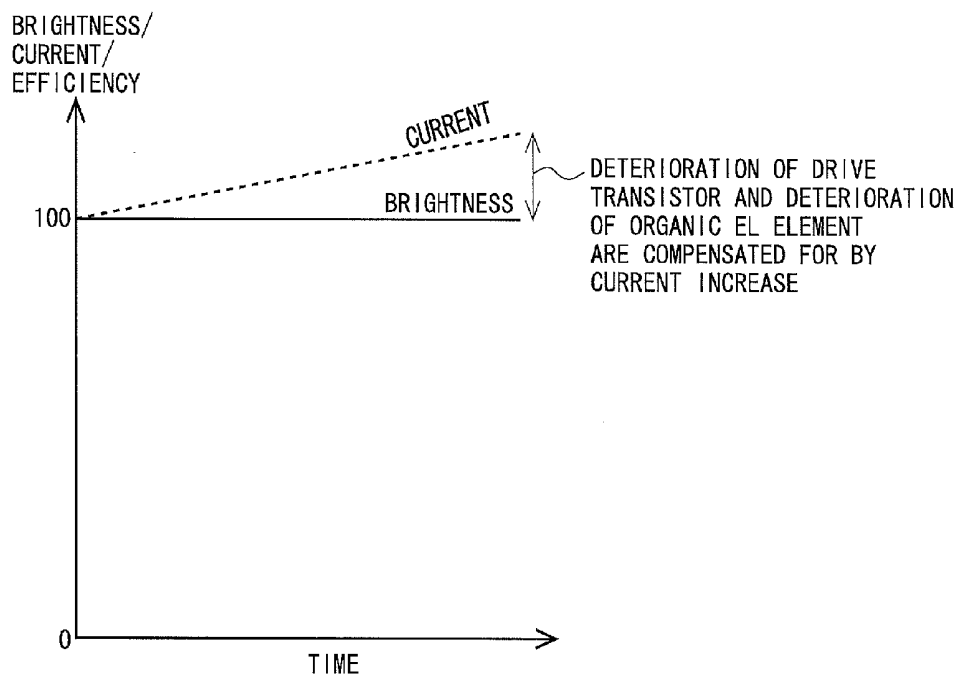 BRIGHTNESS/
CURRENT/
EFFICIENCY
CURRENT
BRIGHTNESS
100
DETERIORATION OF DRIVE
TRANSISTOR AND DETERIORATION
OF ORGANIC EL ELEMENT
ARE COMPENSATED FOR BY
CURRENT INCREASE
0
TIME